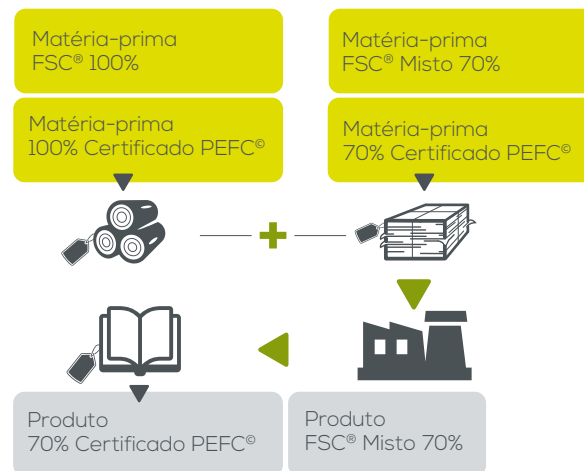 Matéria-prima
FSC® 100%
Matéria-prima
FSC® Misto 70%
Matéria-prima
100% Certificado PEFC©
Matéria-prima
70% Certificado PEFC©
Produto
70% Certificado PEFC©
Produto
FSC® Misto 70%